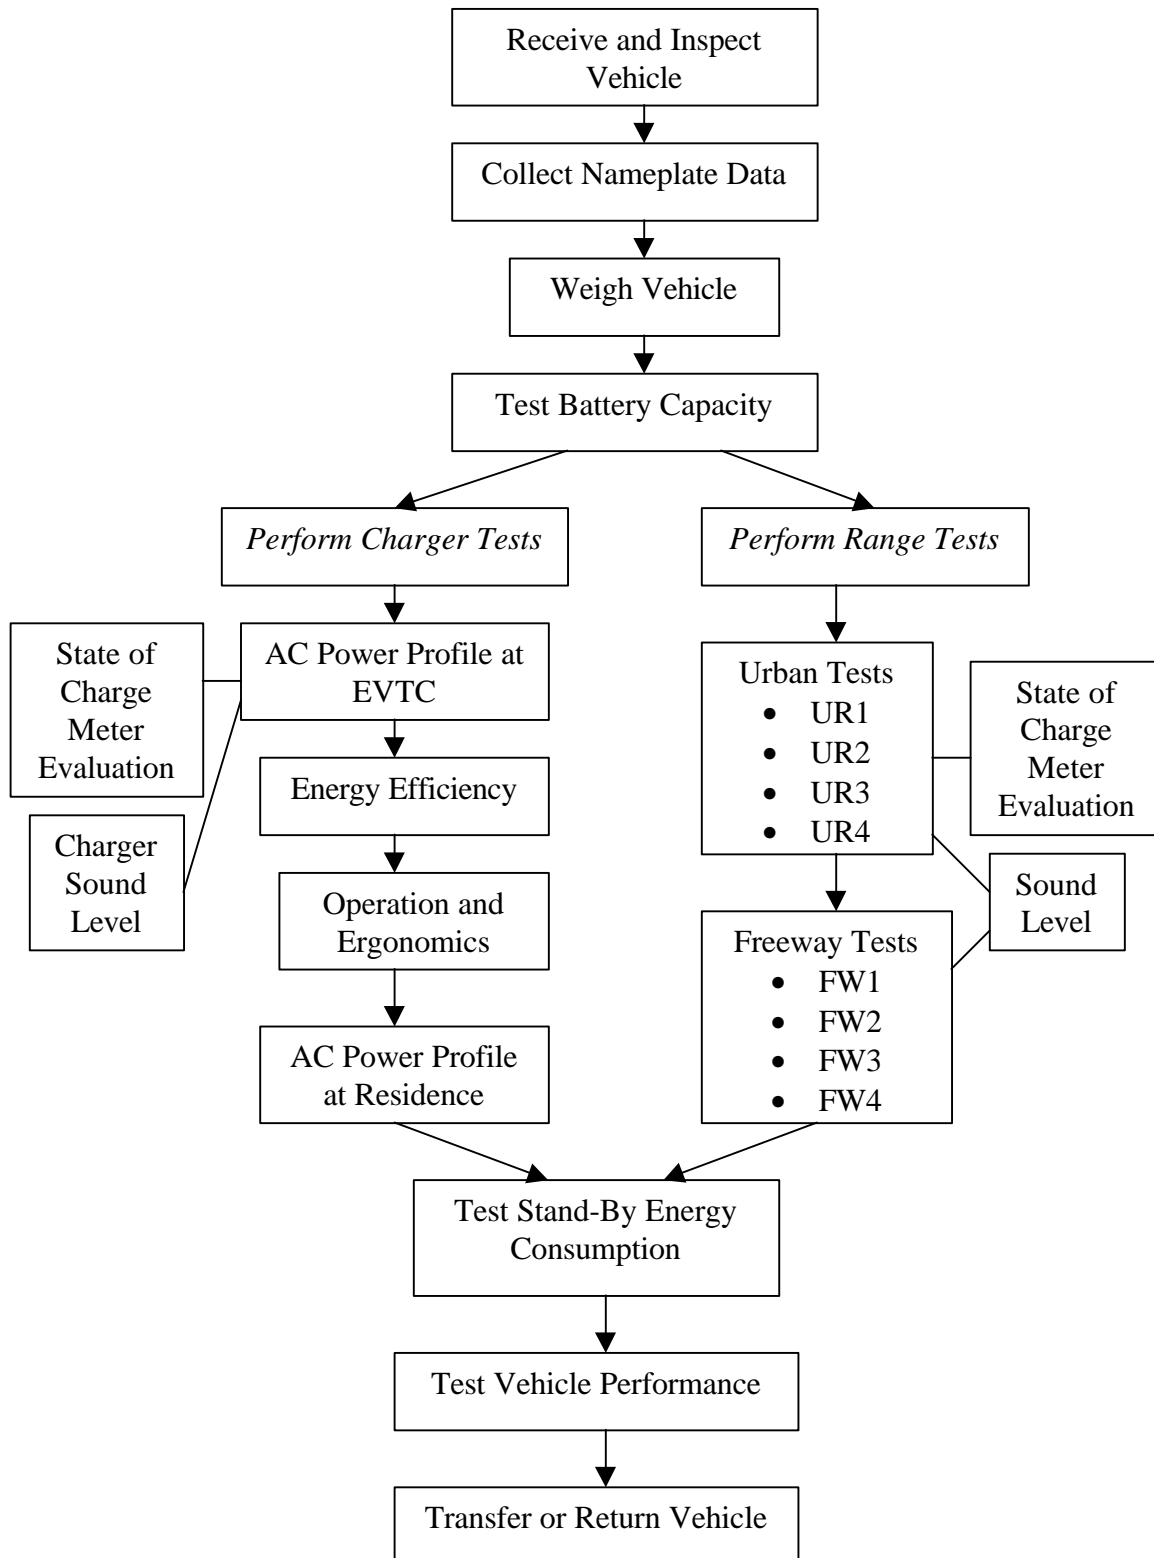 Receive and Inspect
Vehicle
Collect Nameplate Data
Weigh Vehicle
Test Battery Capacity
Perform Charger Tests
Perform Range Tests
State of
Charge
Meter
Evaluation
AC Power Profile at
EVTC
Urban Tests
• UR1
• UR2
• UR3
• UR4
State of
Charge
Meter
Evaluation
Energy Efficiency
Charger
Sound
Level
Operation and
Ergonomics
Sound
Level
Freeway Tests
• FW1
• FW2
• FW3
• FW4
AC Power Profile
at Residence
Test Stand-By Energy
Consumption
Test Vehicle Performance
Transfer or Return Vehicle